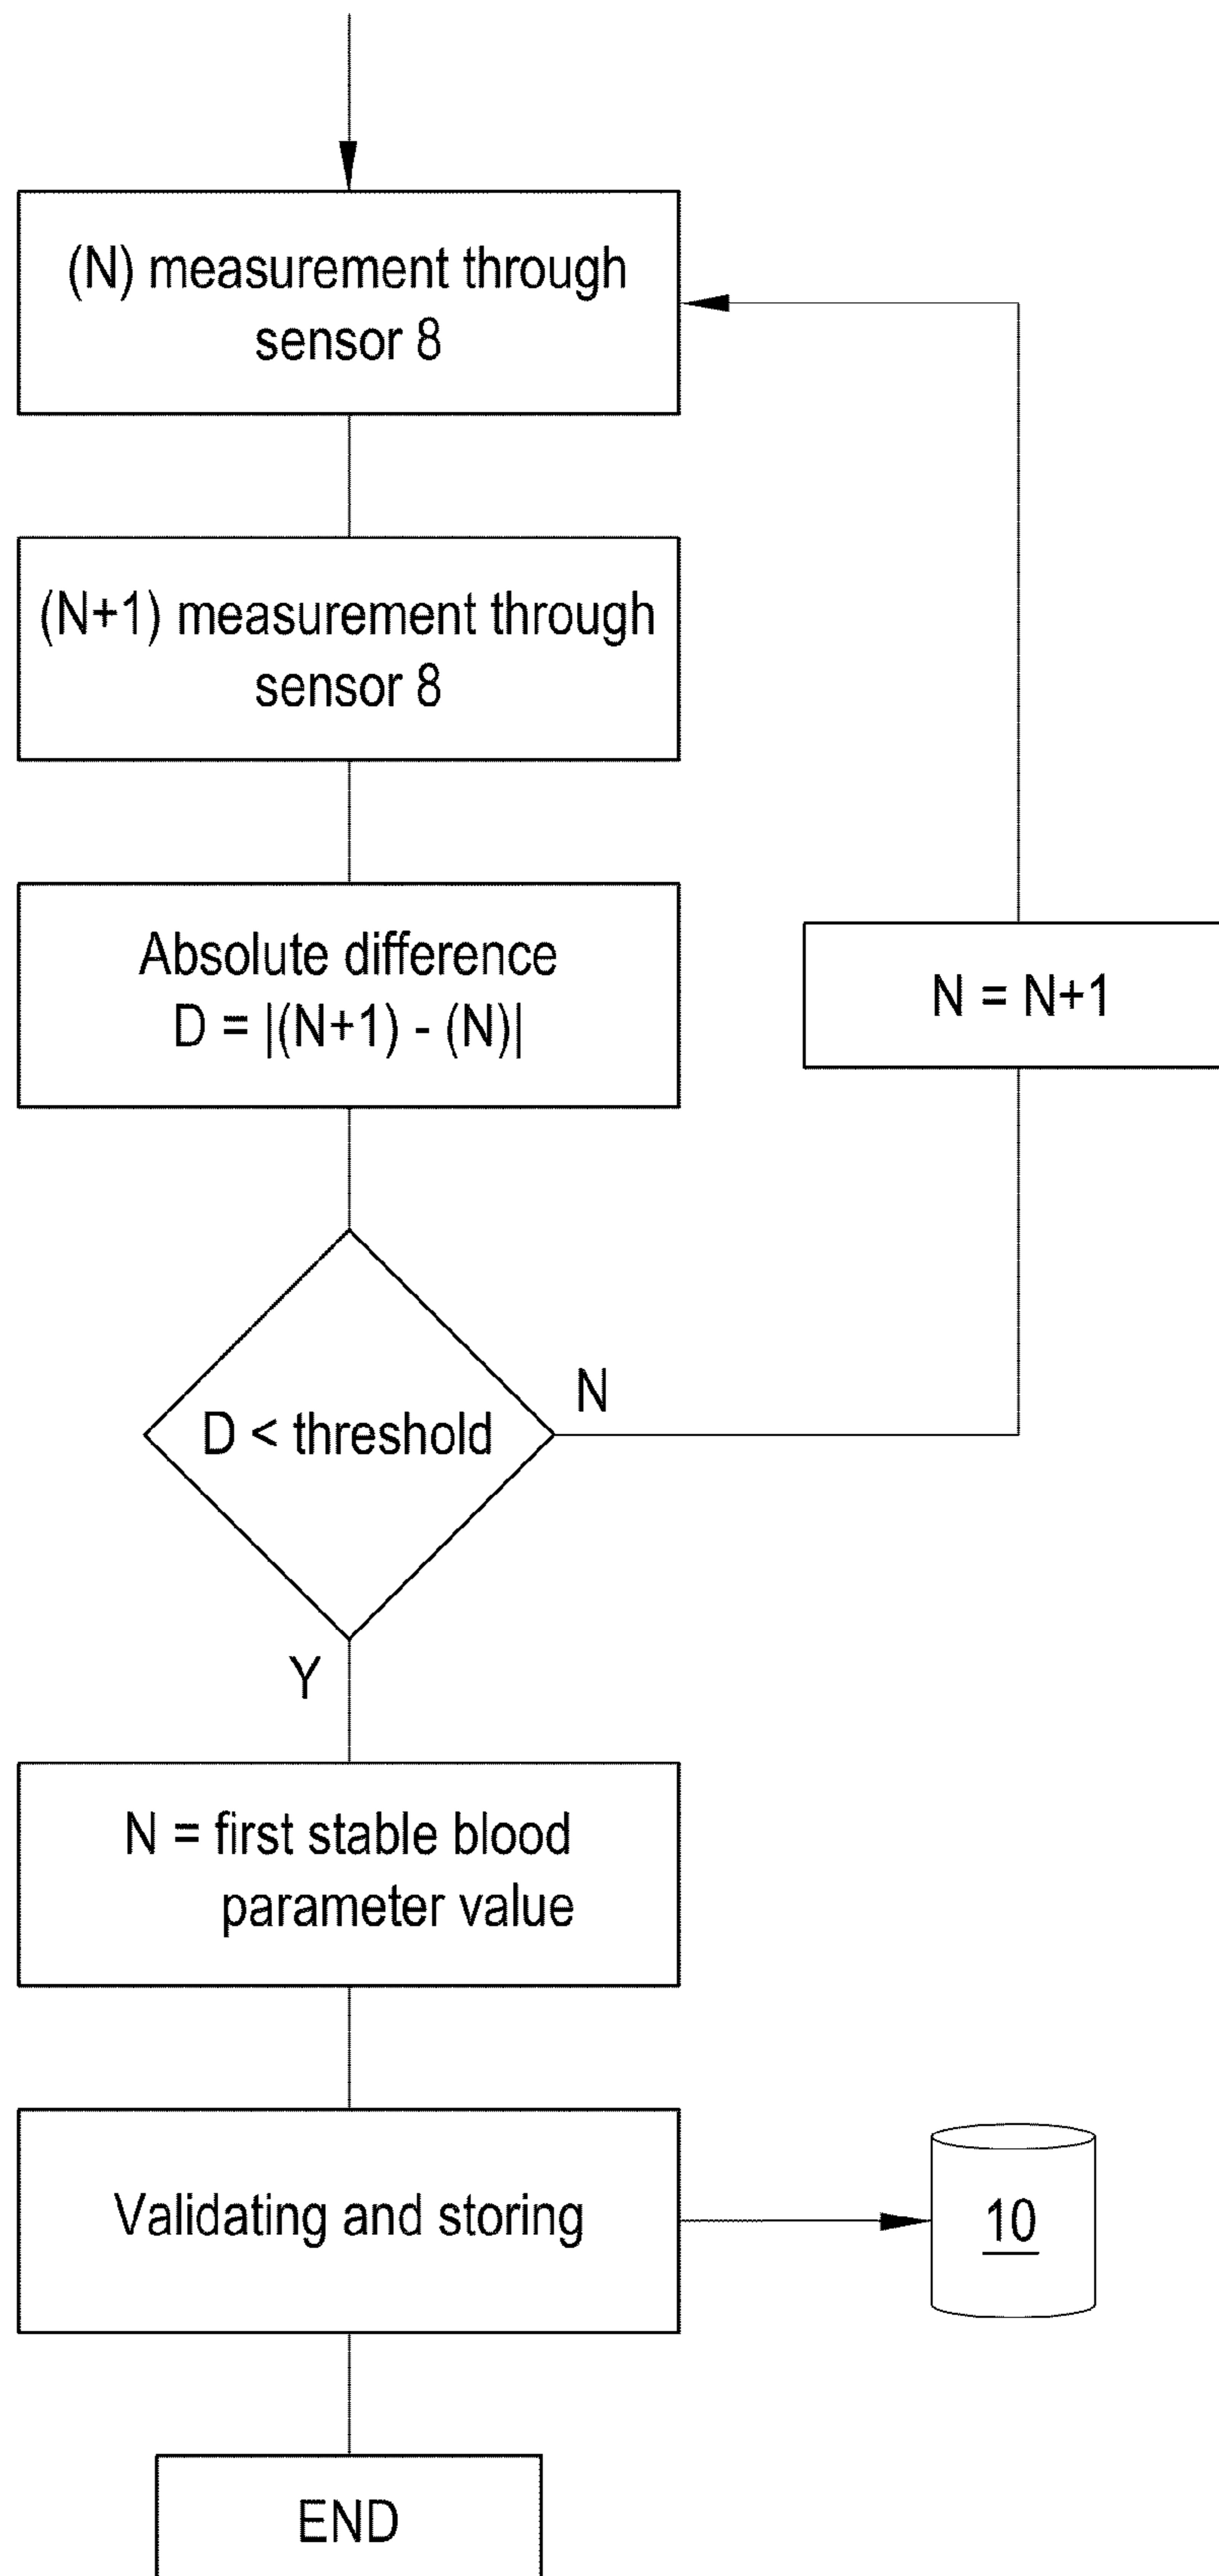 (N) measurement through
sensor 8
(N+1) measurement through
sensor 8
Absolute difference
D = |(N+1) - (N)|
N = N+1
D < threshold
N
Y
N = first stable blood
parameter value
Validating and storing
10
END